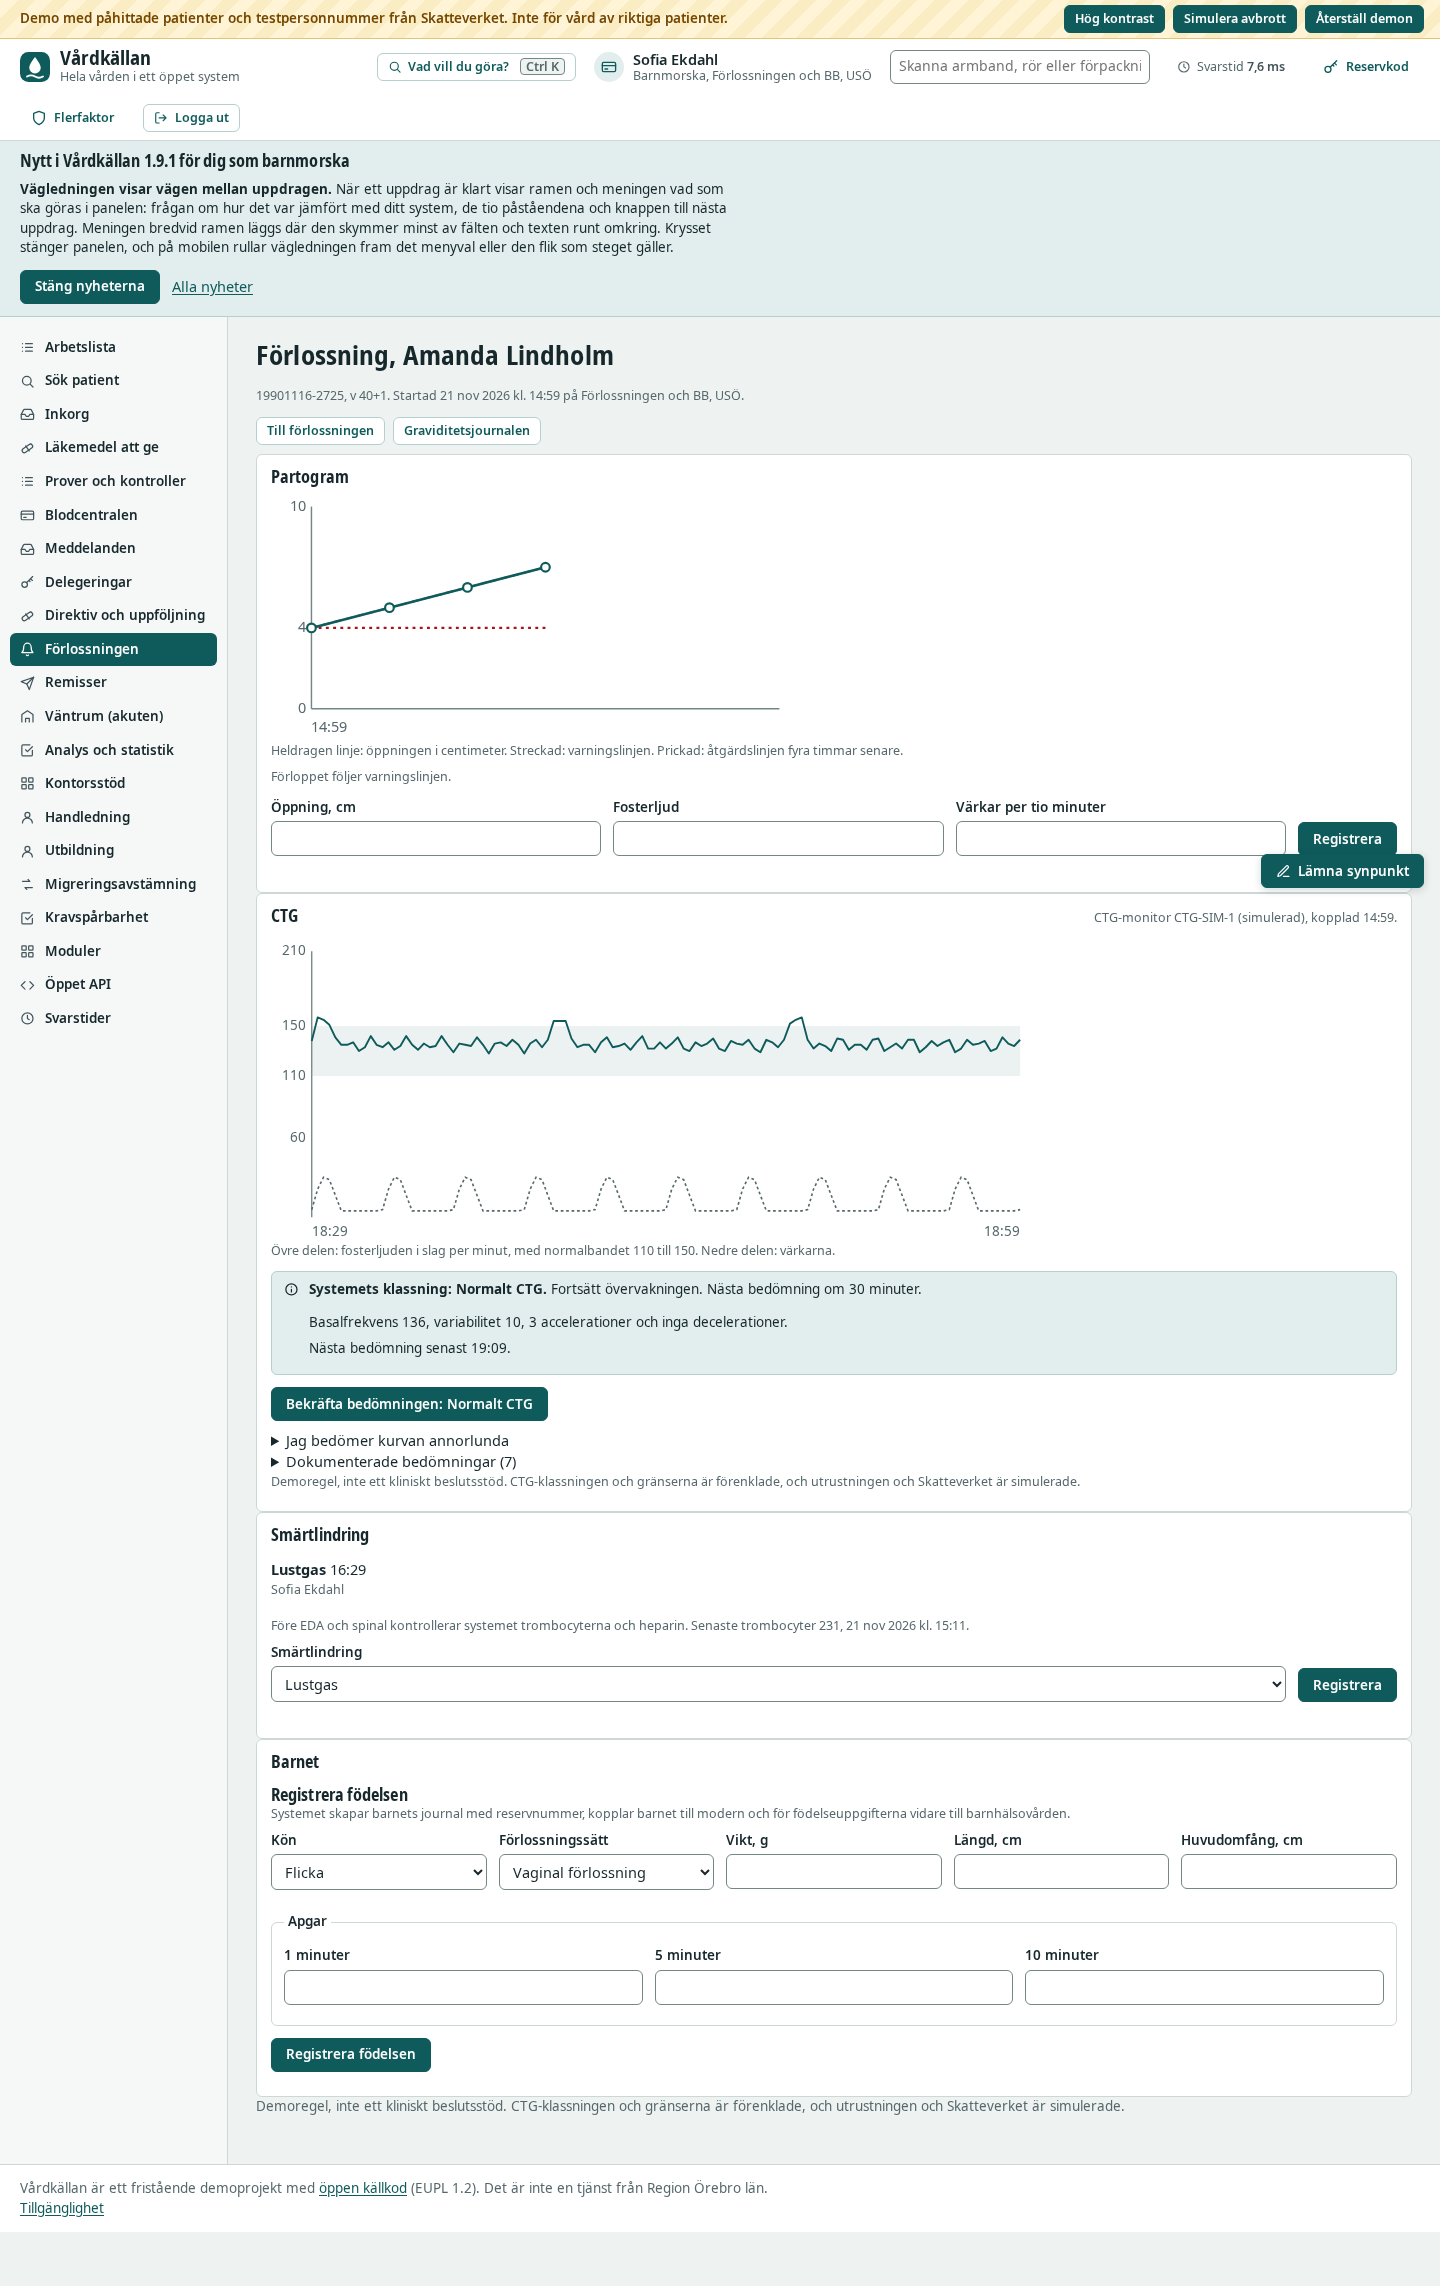 Demo med påhittade patienter och testpersonnummer från Skatteverket. Inte för vård av riktiga patienter.
Hög kontrast
Simulera avbrott
Återställ demon
Vårdkällan
Hela vården i ett öppet system
Vad vill du göra? Ctrl K
Sofia Ekdahl
Barnmorska, Förlossningen och BB, USÖ
Skanna armband, rör eller förpackni
Svarstid 7,6 ms
Reservkod
Flerfaktor
Logga ut
Nytt i Vårdkällan 1.9.1 för dig som barnmorska
Vägledningen visar vägen mellan uppdragen. När ett uppdrag är klart visar ramen och meningen vad som
ska göras i panelen: frågan om hur det var jämfört med ditt system, de tio påståendena och knappen till nästa
uppdrag. Meningen bredvid ramen läggs där den skymmer minst av fälten och texten runt omkring. Krysset
stänger panelen, och på mobilen rullar vägledningen fram det menyval eller den flik som steget gäller.
Stäng nyheterna
Alla nyheter
Arbetslista
Sök patient
Inkorg
Läkemedel att ge
Prover och kontroller
Blodcentralen
Meddelanden
Delegeringar
Direktiv och uppföljning
Förlossningen
Remisser
Väntrum (akuten)
Analys och statistik
Kontorsstöd
Handledning
Utbildning
Migreringsavstämning
Kravspårbarhet
Moduler
Öppet API
Svarstider
Förlossning, Amanda Lindholm
19901116-2725, v 40+1. Startad 21 nov 2026 kl. 14:59 på Förlossningen och BB, USÖ.
Till förlossningen
Graviditetsjournalen
Partogram
10
4
0
14:59
Heldragen linje: öppningen i centimeter. Streckad: varningslinjen. Prickad: åtgärdslinjen fyra timmar senare.
Förloppet följer varningslinjen.
Öppning, cm
Fosterljud
Värkar per tio minuter
Registrera
Lämna synpunkt
CTG
CTG-monitor CTG-SIM-1 (simulerad), kopplad 14:59.
210
150
110
60
18:29
18:59
Övre delen: fosterljuden i slag per minut, med normalbandet 110 till 150. Nedre delen: värkarna.
Systemets klassning: Normalt CTG. Fortsätt övervakningen. Nästa bedömning om 30 minuter.
Basalfrekvens 136, variabilitet 10, 3 accelerationer och inga decelerationer.
Nästa bedömning senast 19:09.
Bekräfta bedömningen: Normalt CTG
Jag bedömer kurvan annorlunda
Dokumenterade bedömningar (7)
Demoregel, inte ett kliniskt beslutsstöd. CTG-klassningen och gränserna är förenklade, och utrustningen och Skatteverket är simulerade.
Smärtlindring
Lustgas 16:29
Sofia Ekdahl
Före EDA och spinal kontrollerar systemet trombocyterna och heparin. Senaste trombocyter 231, 21 nov 2026 kl. 15:11.
Smärtlindring
Lustgas
Registrera
Barnet
Registrera födelsen
Systemet skapar barnets journal med reservnummer, kopplar barnet till modern och för födelseuppgifterna vidare till barnhälsovården.
Kön
Förlossningssätt
Vikt, g
Längd, cm
Huvudomfång, cm
Flicka
Vaginal förlossning
Apgar
1 minuter
5 minuter
10 minuter
Registrera födelsen
Demoregel, inte ett kliniskt beslutsstöd. CTG-klassningen och gränserna är förenklade, och utrustningen och Skatteverket är simulerade.
Vårdkällan är ett fristående demoprojekt med öppen källkod (EUPL 1.2). Det är inte en tjänst från Region Örebro län.
Tillgänglighet